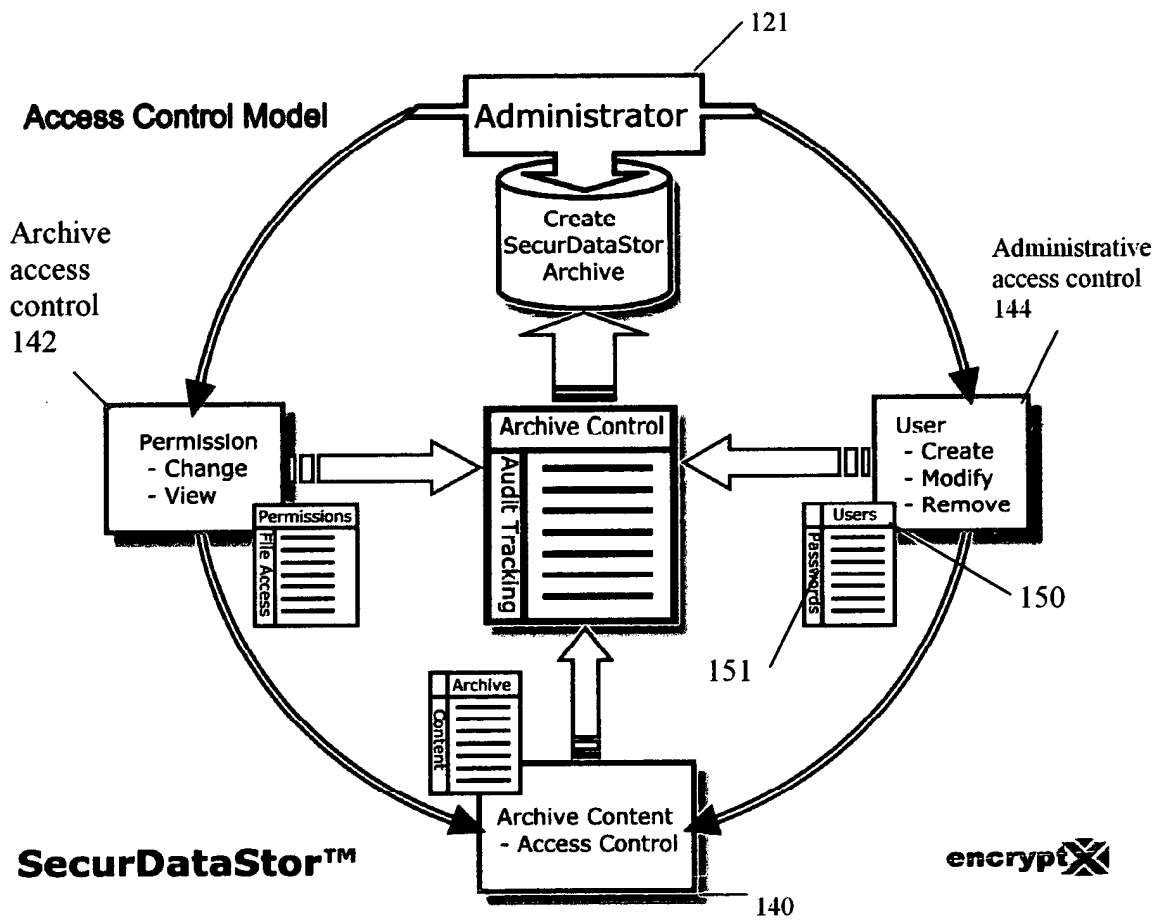 121
Access Control Model
Administrator
Create
SecurDataStor
Archive
Archive
access
control
142
Administrative
access control
144
Permission
- Change
- View
Permissions
File Access
Archive Control
Audit Tracking
User
- Create
- Modify
- Remove
Users
Passwords
150
151
Archive
Content
Archive Content
- Access Control
SecurDataStor™
encryptX
140